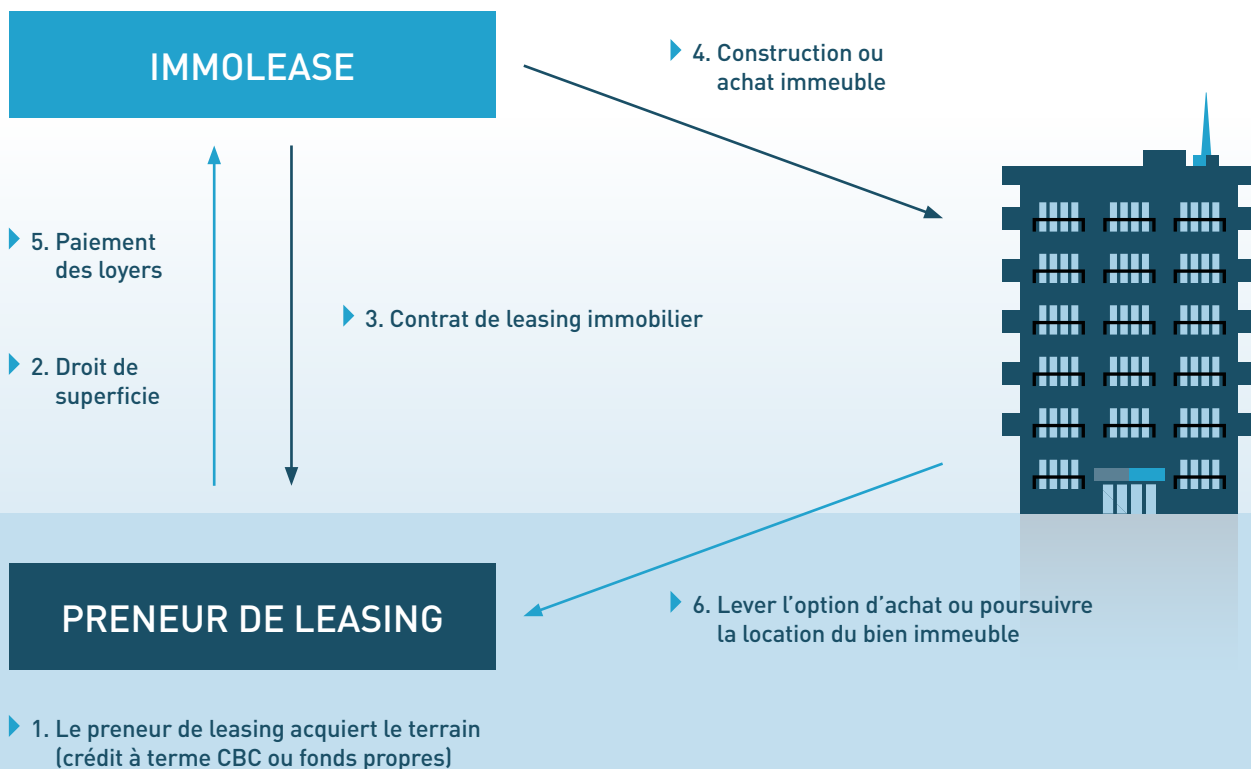 IMMOLEASE
4. Construction ou
achat immeuble
5. Paiement
des loyers
3. Contrat de leasing immobilier
2. Droit de
superficie
PRENEUR DE LEASING
6. Lever l’option d’achat ou poursuivre
la location du bien immeuble
1. Le preneur de leasing acquiert le terrain
(crédit à terme CBC ou fonds propres)